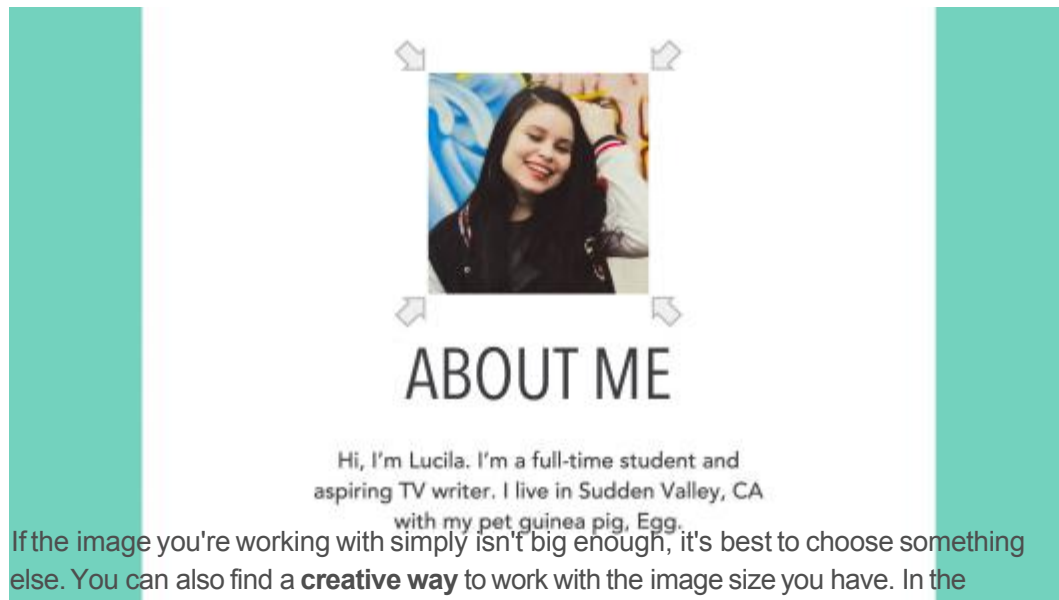 ABOUT ME
Hi, I'm Lucila. I'm a full-time student and
aspiring TV writer. I live in Sudden Valley, CA
with my pet guinea pig, Egg.
If the image you're working with simply isn't big enough, it's best to choose something
else. You can also find a creative way to work with the image size you have. In the